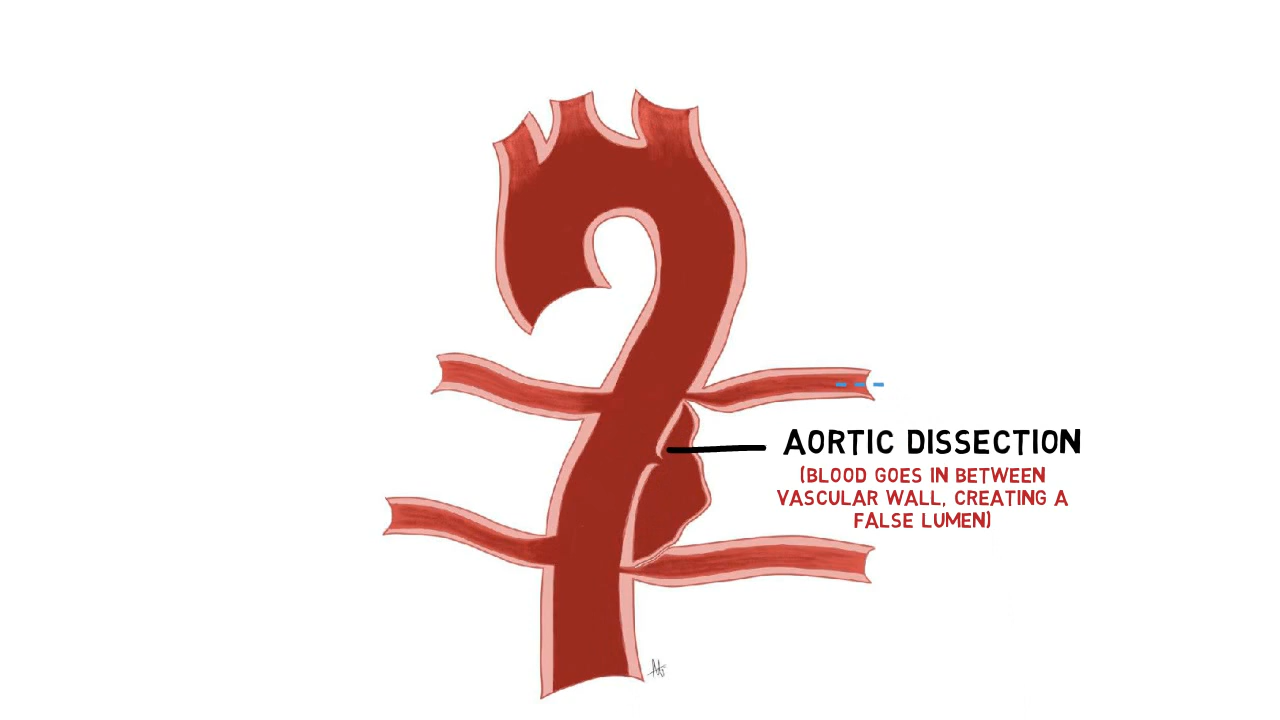 AORTIC DISSECTION
(BLOOD GOES IN BETWEEN
VASCULAR WALL, CREATING A
FALSE LUMEN)